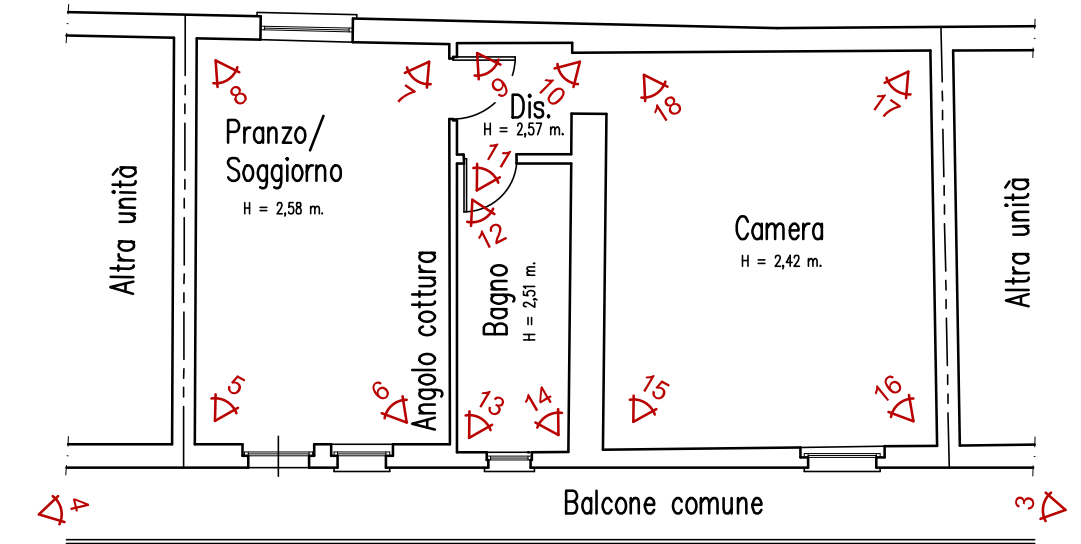 8
7
9
10
18
17
Dis.
H = 2,57 m.
Pranzo/
Soggiorno
H = 2,58 m.
11
12
Altra unità
Camera
H = 2,42 m.
Altra unità
Angolo cottura
Bagno
H = 2,51 m.
5
6
13
14
15
16
4
Balcone comune
3